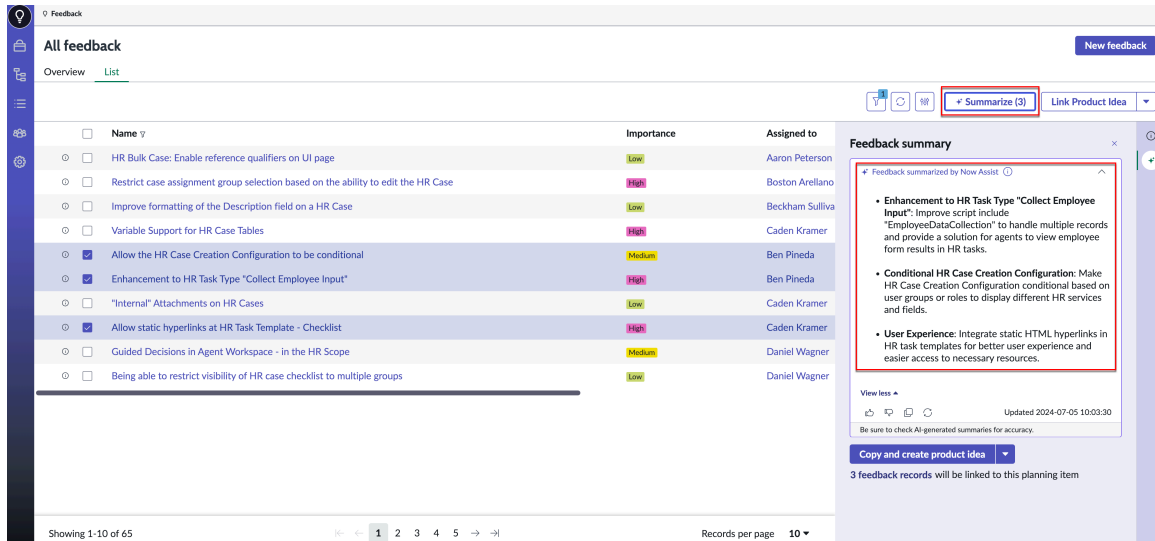 Feedback
All feedback
New feedback
Overview List
1
Summarize (3) Link Product Idea
Name Importance Assigned to
HR Bulk Case: Enable reference qualifiers on UI page Low Aaron Peterson
Restrict case assignment group selection based on the ability to edit the HR Case High Boston Arellano
Improve formatting of the Description field on a HR Case Low Beckham Sulliva
Variable Support for HR Case Tables High Caden Kramer
Allow the HR Case Creation Configuration to be conditional Medium Ben Pineda
Enhancement to HR Task Type "Collect Employee Input" High Ben Pineda
"Internal" Attachments on HR Cases Low Caden Kramer
Allow static hyperlinks at HR Task Template - Checklist High Caden Kramer
Guided Decisions in Agent Workspace - in the HR Scope Medium Daniel Wagner
Being able to restrict visibility of HR case checklist to multiple groups Low Daniel Wagner
Feedback summary
Feedback summarized by Now Assist
• Enhancement to HR Task Type "Collect Employee
Input": Improve script include
"EmployeeDataCollection" to handle multiple records
and provide a solution for agents to view employee
form results in HR tasks.
• Conditional HR Case Creation Configuration: Make
HR Case Creation Configuration conditional based on
user groups or roles to display different HR services
and fields.
• User Experience: Integrate static HTML hyperlinks in
HR task templates for better user experience and
easier access to necessary resources.
View less
Updated 2024-07-05 10:03:30
Be sure to check AI-generated summaries for accuracy.
Copy and create product idea
3 feedback records will be linked to this planning item
Showing 1-10 of 65 1 2 3 4 5 Records per page 10